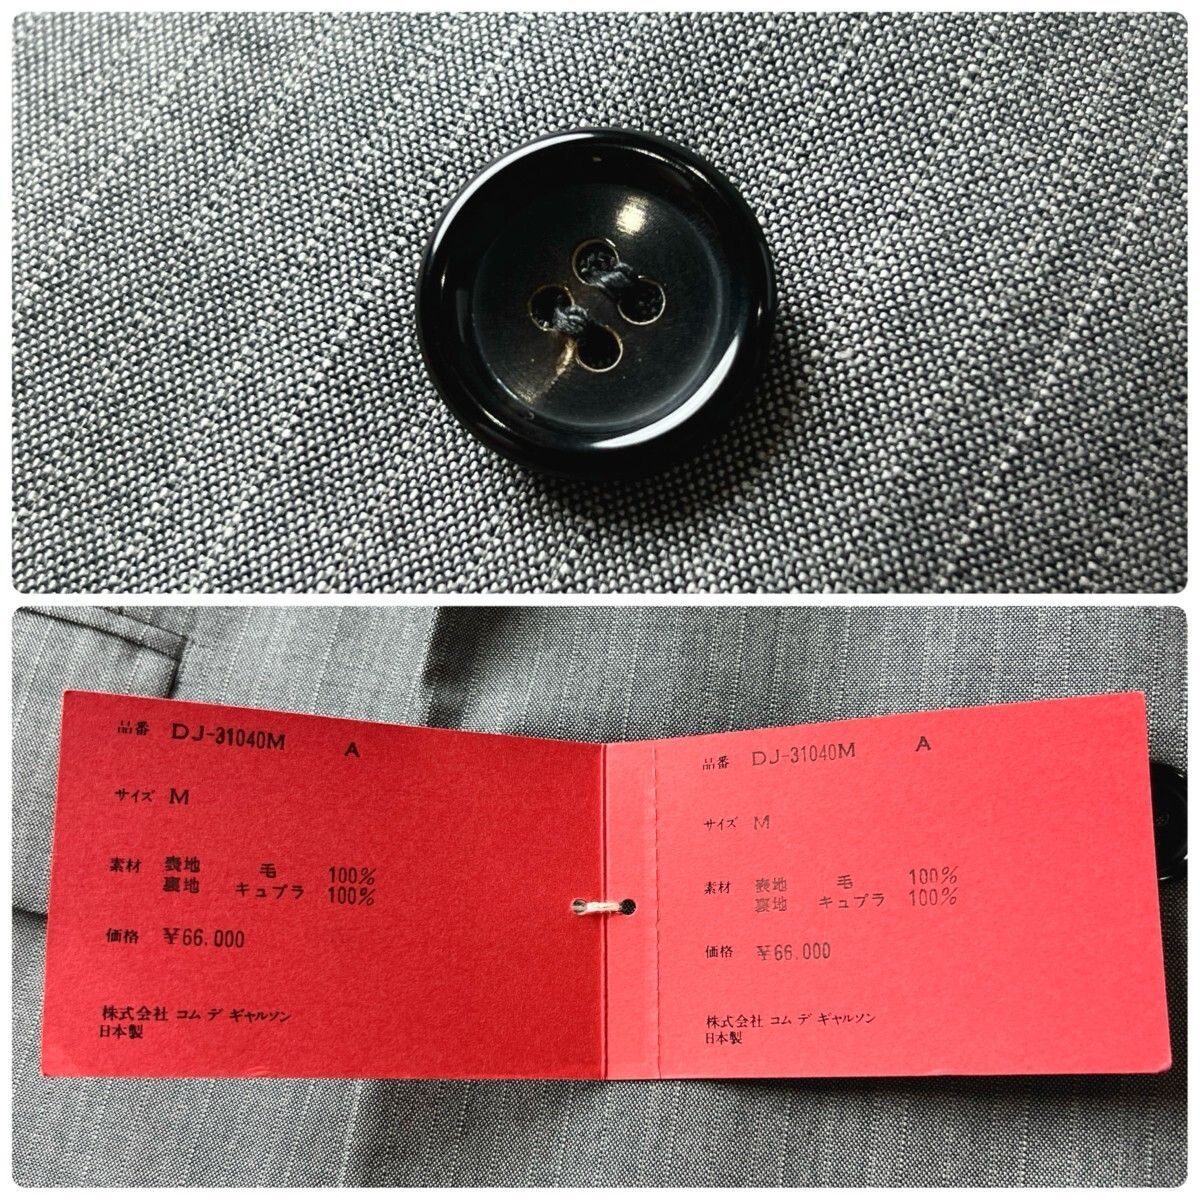 品番 DJ-31040M A
サイズ M
素材 表地 毛 100%
裏地 キュプラ 100%
価格 ¥66.000
株式会社 コム デ ギャルソン
日本製
品番 DJ-31040M A
サイズ M
素材 表地 毛 100%
裏地 キュプラ 100%
価格 ¥66.000
株式会社 コム デ ギャルソン
日本製